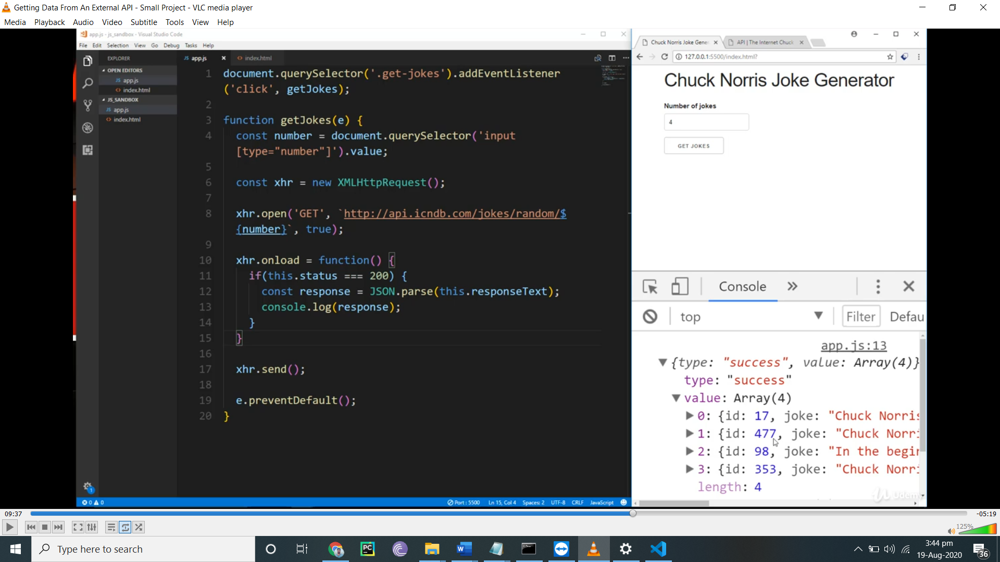 Getting Data From An External API - Small Project - VLC media player
Media Playback Audio Video Subtitle Tools View Help
app.js - js_sandbox - Visual Studio Code
File Edit Selection View Go Debug Tasks Help
EXPLORER
OPEN EDITORS
JS app.js
<> index.html
JS_SANDBOX
JS app.js
<> index.html
JS app.js
<> index.html
1 document.querySelector('.get-jokes').addEventListener
('click', getJokes);
2
3 function getJokes(e) {
4 const number = document.querySelector('input
[type="number"]').value;
5
6 const xhr = new XMLHttpRequest();
7
8 xhr.open('GET', `http://api.icndb.com/jokes/random/$
{number}`, true);
9
10 xhr.onload = function() {
11 if(this.status === 200) {
12 const response = JSON.parse(this.responseText);
13 console.log(response);
14 }
15 }
16
17 xhr.send();
18
19 e.preventDefault();
20 }
1
0 0
Port : 5500 Ln 15, Col 4 Spaces: 2 UTF-8 CRLF JavaScript
Chuck Norris Joke Gener
API | The Internet Chuck
127.0.0.1:5500/index.html?
Chuck Norris Joke Generator
Number of jokes
4
GET JOKES
Console
top Filter Defau
app.js:13
{type: "success", value: Array(4)}
type: "success"
value: Array(4)
0: {id: 17, joke: "Chuck Norris
1: {id: 477, joke: "Chuck Norri
2: {id: 98, joke: "In the begin
3: {id: 353, joke: "Chuck Norri
length: 4
Udemy
09:37
-05:19
125%
Type here to search
PC
W
3:44 pm
19-Aug-2020
36